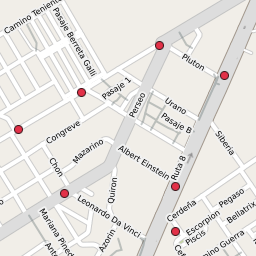 Camino Teniente
Pasaje Berreta Galli
Pluton
Pasaje 1
Perseo
Urano
Pasaje B
Congreve
Siberia
Mazarino
Albert Einstein
Ruta 8
Chon
Quiron
Cerdeña
Pegaso
Bellatrix
Leonardo Da Vinci
Escorpion
Piscis
Mariana Pined
Azorin